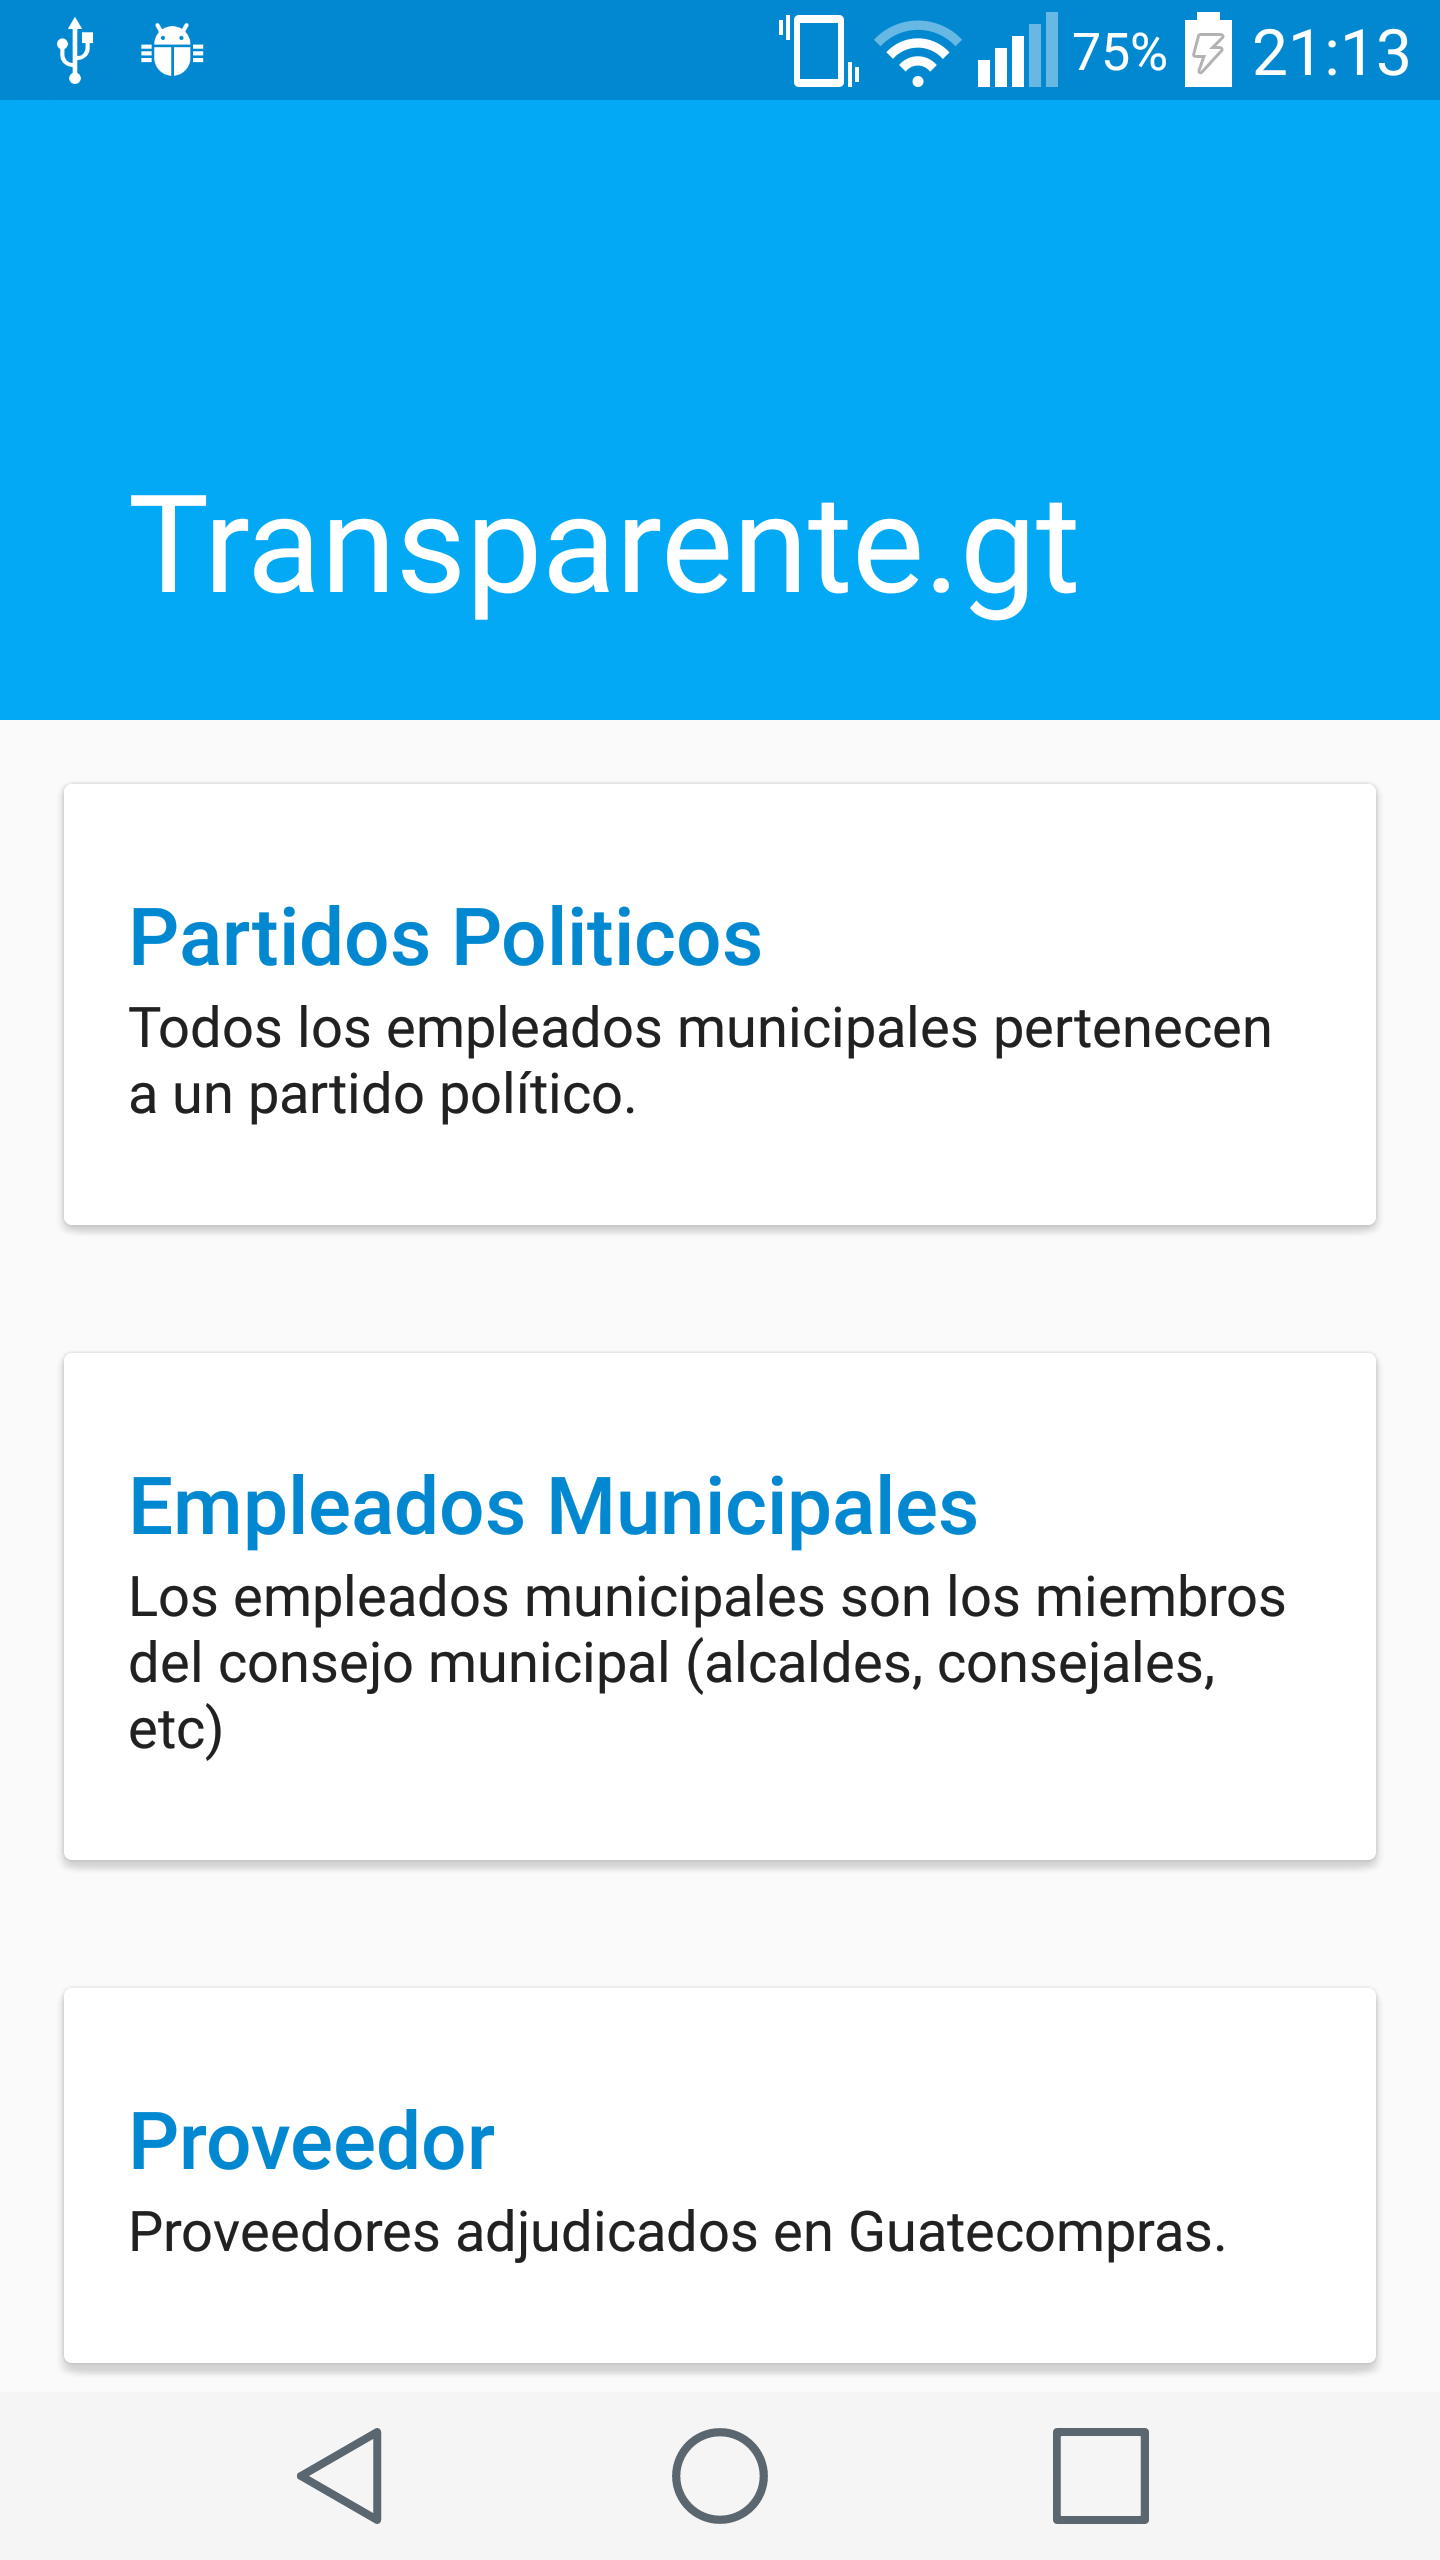 75% 21:13
Transparente.gt
Partidos Politicos
Todos los empleados municipales pertenecen
a un partido político.
Empleados Municipales
Los empleados municipales son los miembros
del consejo municipal (alcaldes, consejales,
etc)
Proveedor
Proveedores adjudicados en Guatecompras.